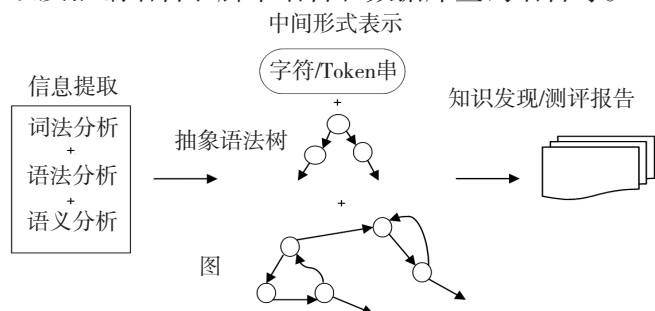 中间形式表示
字符/Token串
信息提取
知识发现/测评报告
词法分析
+
语法分析
+
语义分析
+
抽象语法树
+
图